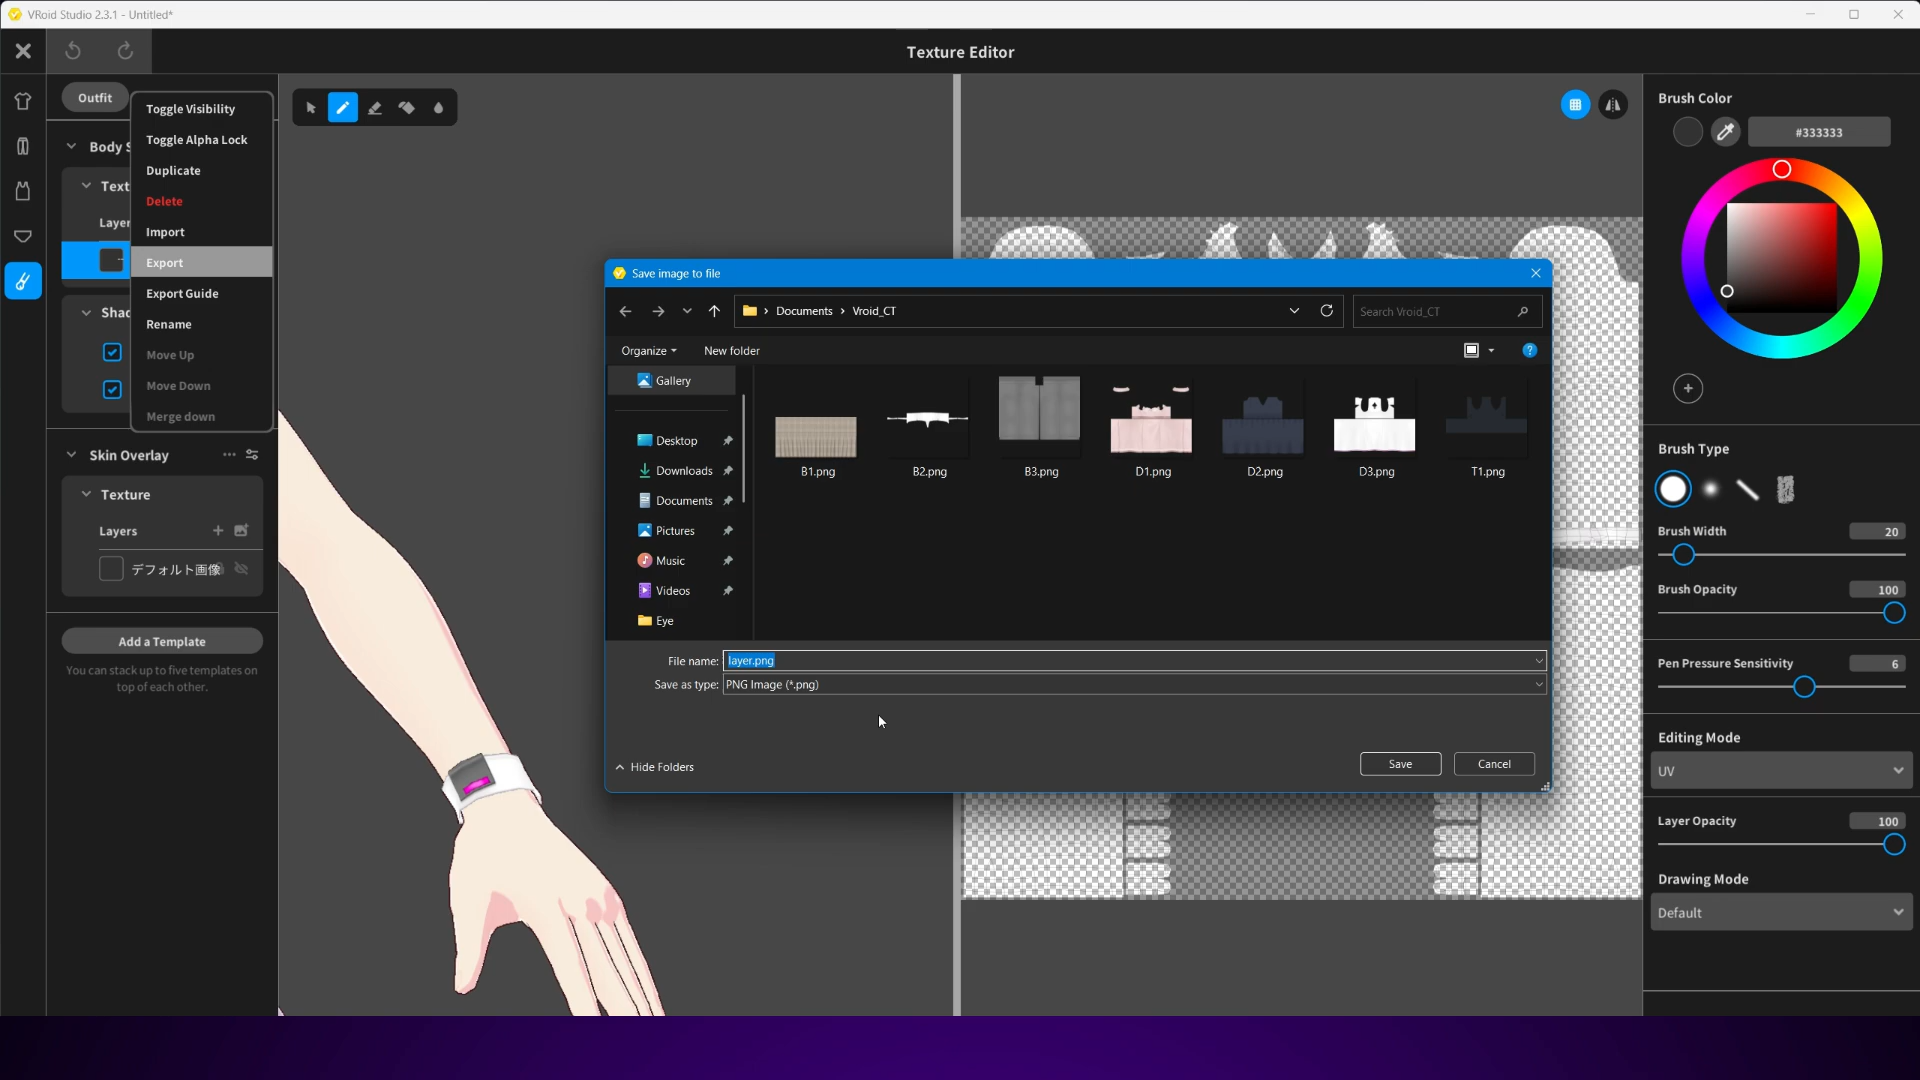 VRoid Studio 2.3.1 - Untitled*
Texture Editor
Outfit
Body S
Text
Layer
Shad
Toggle Visibility
Toggle Alpha Lock
Duplicate
Delete
Import
Export
Export Guide
Rename
Move Up
Move Down
Merge down
Skin Overlay
Texture
Layers
デフォルト画像
Add a Template
You can stack up to five templates on
top of each other.
Save image to file
Documents
Vroid_CT
Search Vroid_CT
Organize
New folder
Gallery
Desktop
Downloads
Documents
Pictures
Music
Videos
Eye
B1.png
B2.png
B3.png
D1.png
D2.png
D3.png
T1.png
File name: layer.png
Save as type: PNG Image (*.png)
Hide Folders
Save
Cancel
Brush Color
#333333
Brush Type
Brush Width 20
Brush Opacity 100
Pen Pressure Sensitivity 6
Editing Mode
UV
Layer Opacity 100
Drawing Mode
Default